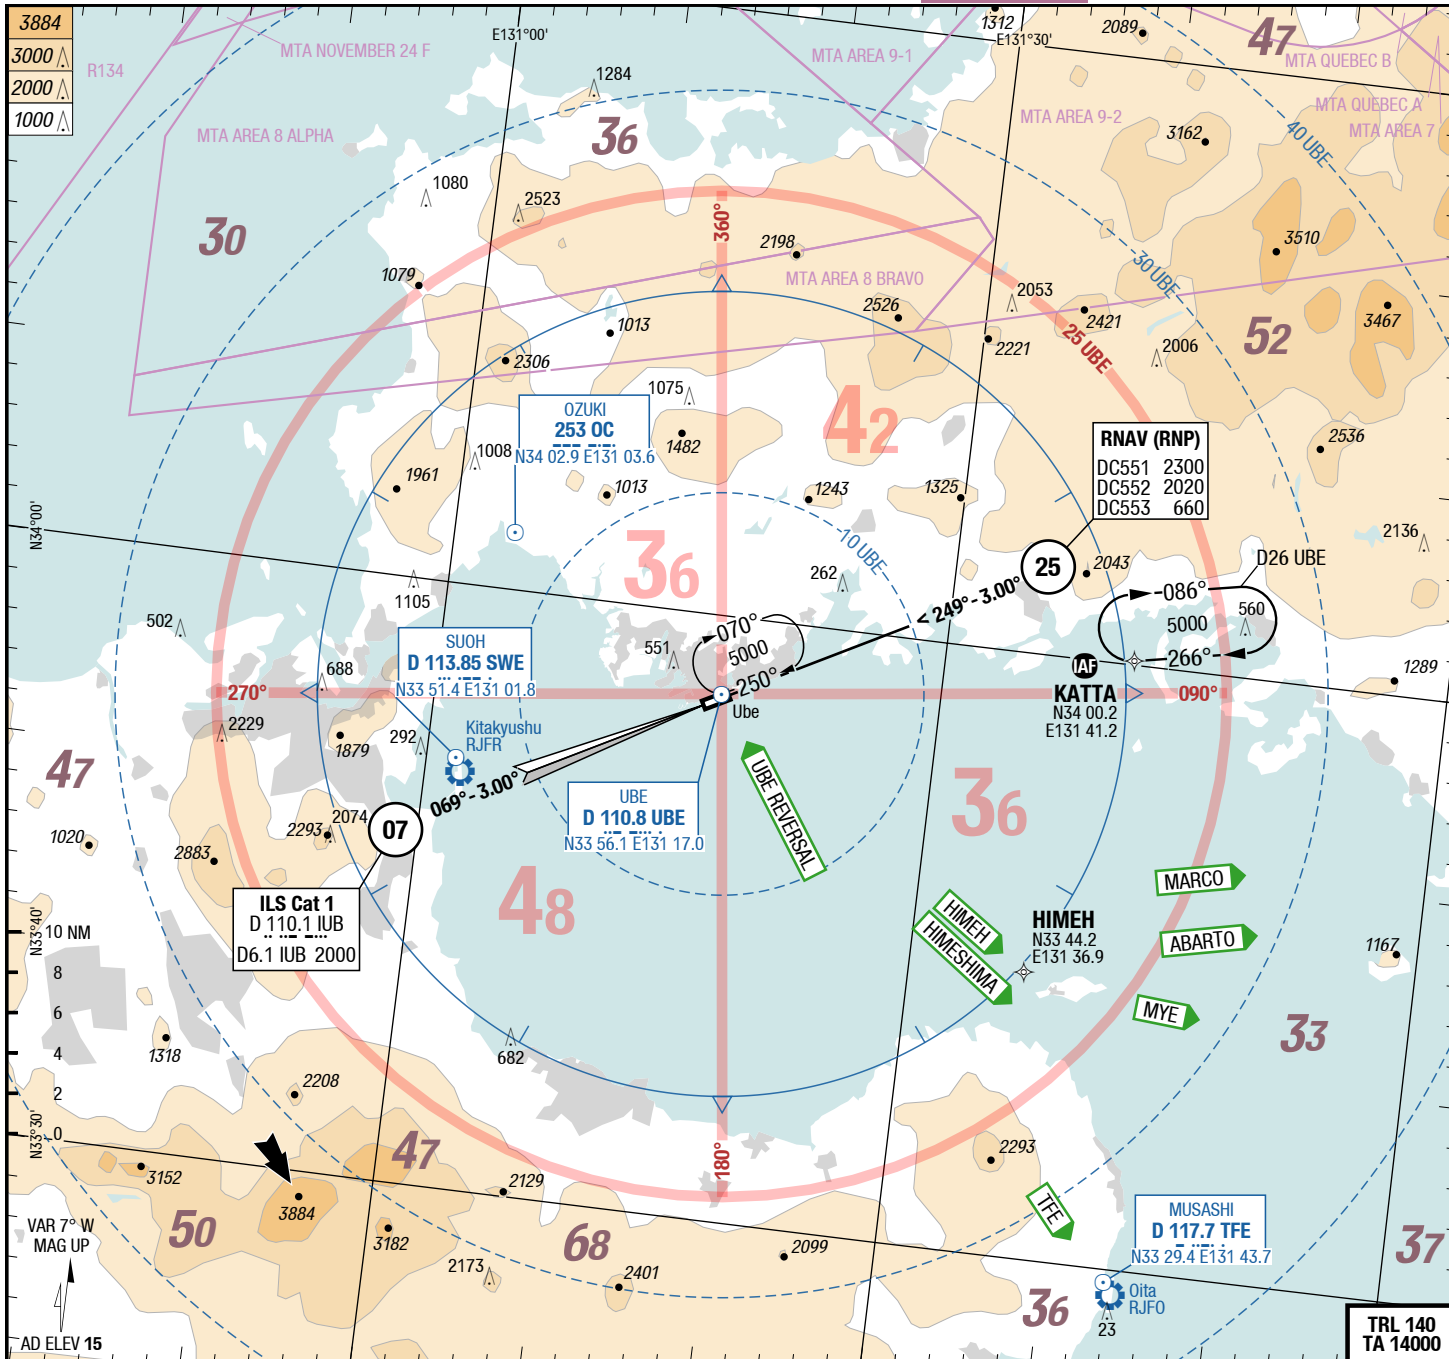 3884
3000
2000
1000
R134
MTA NOVEMBER 24 F
E131°00'
1312
E131°30'
2089
47
MTA QUEBEC B
MTA AREA 9-1
MTA QUEBEC A
MTA AREA 7
MTA AREA 9-2
40 UBE
1284
MTA AREA 8 ALPHA
36
3162
1080
2523
30
360°
2198
3510
30 UBE
1079
MTA AREA 8 BRAVO
2053
2526
2421
3467
1013
2221
25 UBE
52
2306
2006
1075
OZUKI
253 OC
N34 02.9 E131 03.6
42
1482
2536
RNAV (RNP)
DC551 2300
DC552 2020
DC553 660
1008
1961
1013
1243
1325
N34°00'
2136
10 UBE
36
25
2043
D26 UBE
262
< 249°- 3.00°
1105
086°
5000
560
266°
502
070°
5000
250°
551
SUOH
D 113.85 SWE
N33 51.4 E131 01.8
688
IAF
KATTA
N34 00.2
E131 41.2
1289
270°
090°
Ube
2229
Kitakyushu
RJFR
292
1879
47
069°- 3.00°
UBE REVERSAL
UBE
D 110.8 UBE
N33 56.1 E131 17.0
36
2074
2293
07
1020
2883
MARCO
ILS Cat 1
D 110.1 IUB
D6.1 IUB 2000
48
HIMEH
HIMESHIMA
HIMEH
N33 44.2
E131 36.9
ABARTO
N33°40'
10 NM
8
6
4
2
0
1167
MYE
33
1318
682
2208
N33°30'
47
180°
2293
3152
2129
3884
TFE
MUSASHI
D 117.7 TFE
N33 29.4 E131 43.7
VAR 7° W
MAG UP
50
3182
68
2099
37
2173
2401
36
Oita
RJFO
23
AD ELEV 15
TRL 140
TA 14000